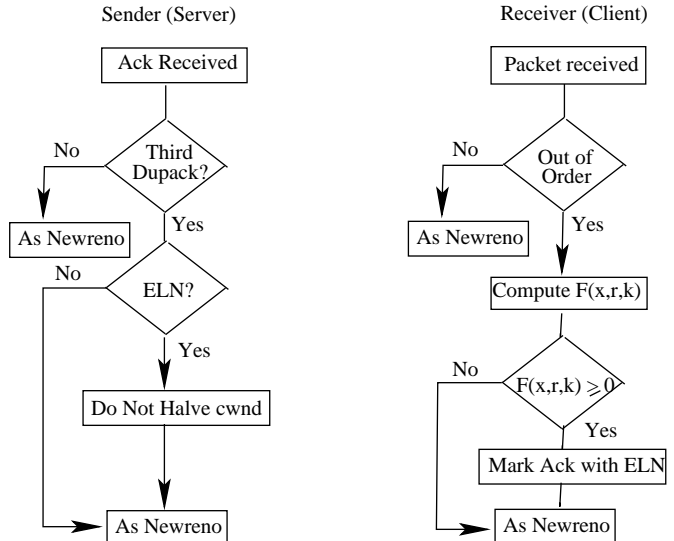 Sender (Server)
Ack Received
No
Third
Dupack?
Yes
As Newreno
No
ELN?
Yes
Do Not Halve cwnd
As Newreno
Receiver (Client)
Packet received
No
Out of
Order
Yes
As Newreno
Compute F(x,r,k)
No
F(x,r,k) ⩾ 0
Yes
Mark Ack with ELN
As Newreno